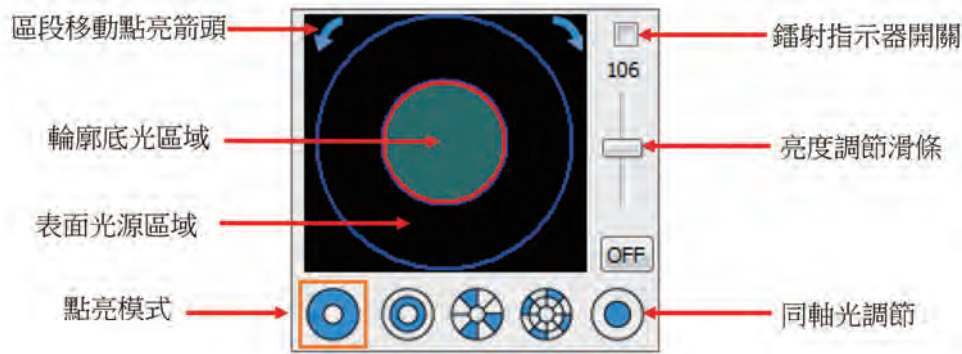 區段移動點亮箭頭
鐳射指示器開關
106
輪廓底光區域
亮度調節滑條
表面光源區域
OFF
點亮模式
同軸光調節